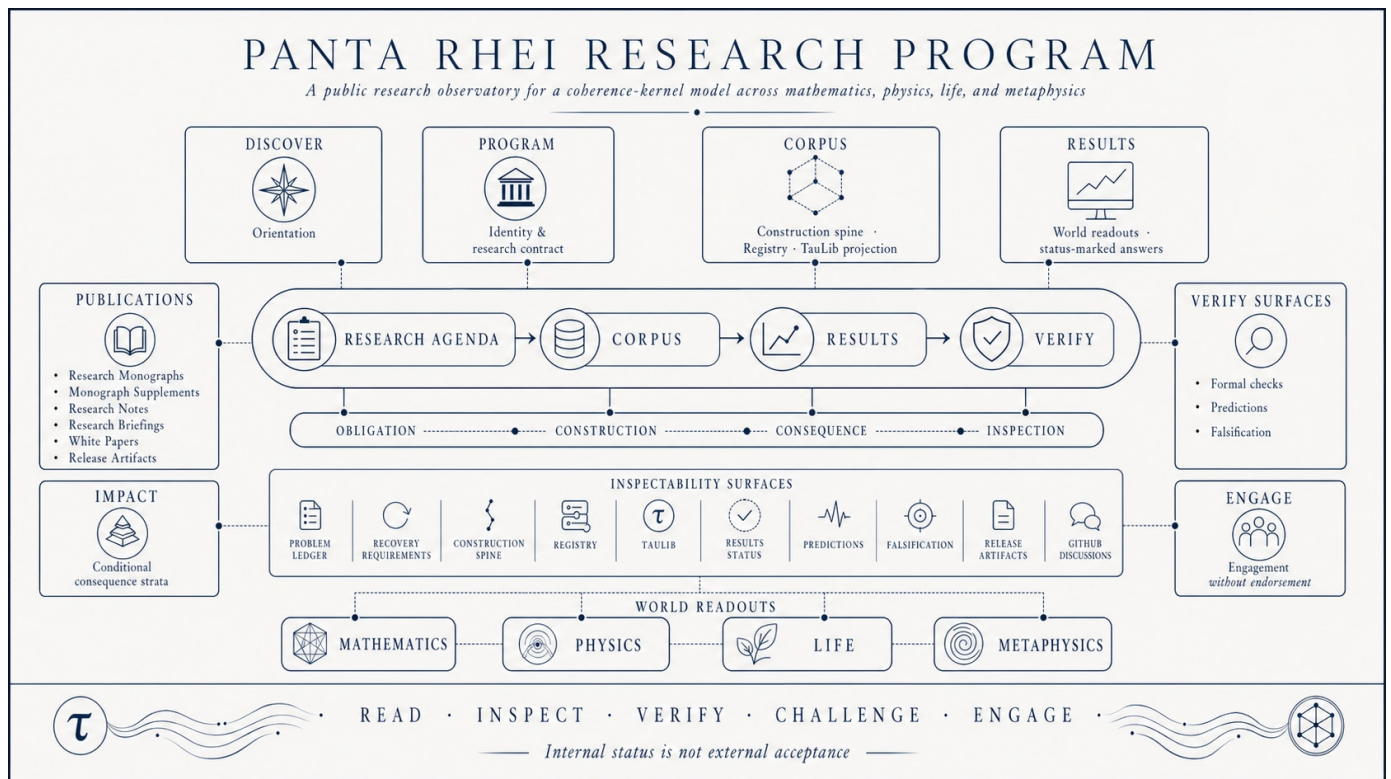 PANTA RHEI RESEARCH PROGRAM
A public research observatory for a coherence-kernel model across mathematics, physics, life, and metaphysics
DISCOVER
Orientation
PROGRAM
Identity &
research contract
CORPUS
Construction spine ·
Registry · TauLib projection
RESULTS
World readouts ·
status-marked answers
PUBLICATIONS
• Research Monographs
• Monograph Supplements
• Research Notes
• Research Briefings
• White Papers
• Release Artifacts
RESEARCH AGENDA
CORPUS
RESULTS
VERIFY
VERIFY SURFACES
• Formal checks
• Predictions
• Falsification
OBLIGATION
CONSTRUCTION
CONSEQUENCE
INSPECTION
IMPACT
Conditional
consequence strata
INSPECTABILITY SURFACES
PROBLEM
LEDGER
RECOVERY
REQUIREMENTS
CONSTRUCTION
SPINE
REGISTRY
τ
TAULIB
RESULTS
STATUS
PREDICTIONS
FALSIFICATION
RELEASE
ARTIFACTS
GITHUB
DISCUSSIONS
ENGAGE
Engagement
without endorsement
WORLD READOUTS
MATHEMATICS
PHYSICS
LIFE
METAPHYSICS
τ
· READ · INSPECT · VERIFY · CHALLENGE · ENGAGE ·
Internal status is not external acceptance